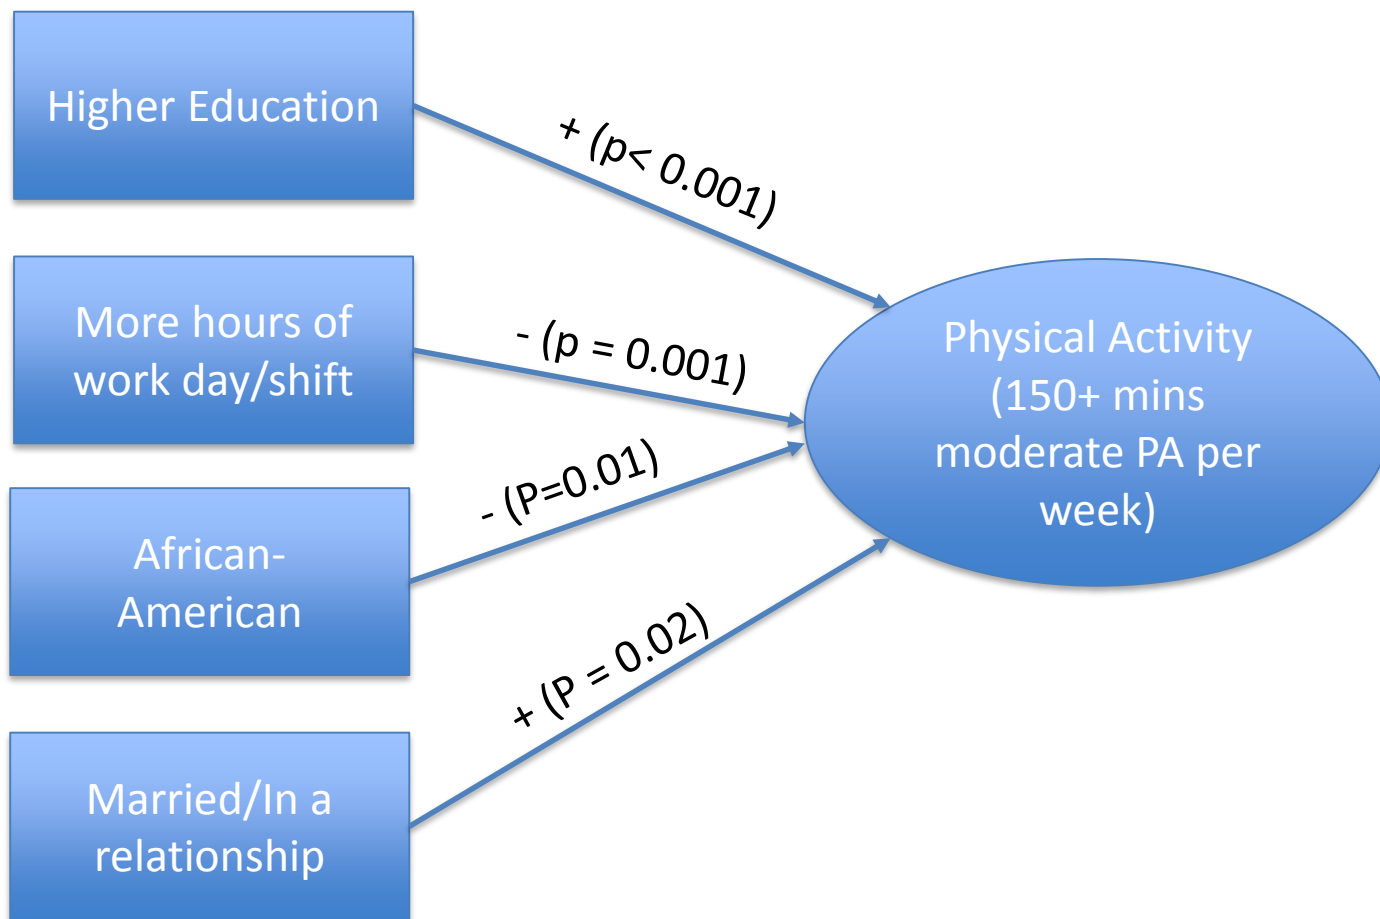 Higher Education
+ (p< 0.001)
More hours of
work day/shift
- (p = 0.001)
African-
American
- (P=0.01)
Married/In a
relationship
+ (P = 0.02)
Physical Activity
(150+ mins
moderate PA per
week)